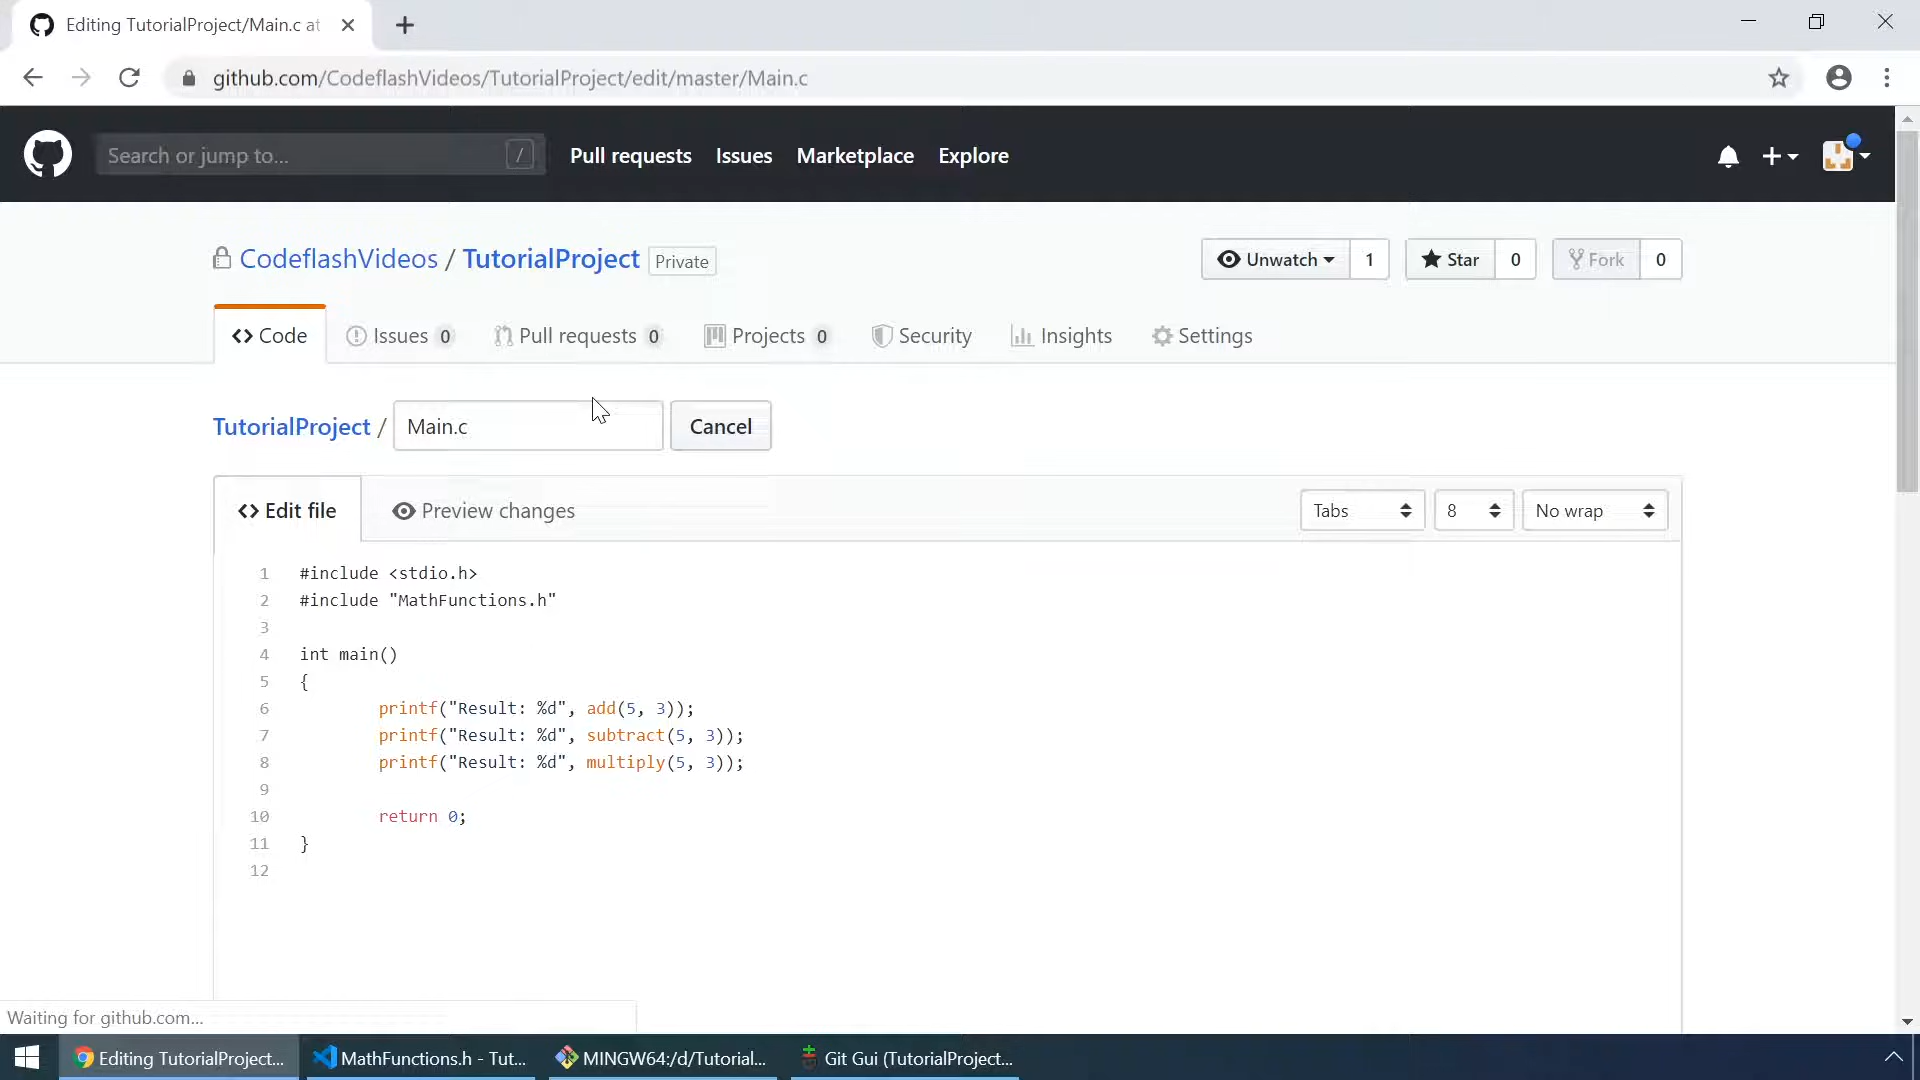 Editing TutorialProject/Main.c at
github.com/CodeflashVideos/TutorialProject/edit/master/Main.c
Search or jump to... / Pull requests Issues Marketplace Explore
CodeflashVideos / TutorialProject Private Unwatch 1 Star 0 Fork 0
Code Issues 0 Pull requests 0 Projects 0 Security Insights Settings
TutorialProject / Main.c Cancel
Edit file Preview changes Tabs 8 No wrap
1 #include <stdio.h>
2 #include "MathFunctions.h"
3
4 int main()
5 {
6 printf("Result: %d", add(5, 3));
7 printf("Result: %d", subtract(5, 3));
8 printf("Result: %d", multiply(5, 3));
9
10 return 0;
11 }
12
Waiting for github.com...
Editing TutorialProject... MathFunctions.h - Tut... MINGW64:/d/Tutorial... Git Gui (TutorialProject...